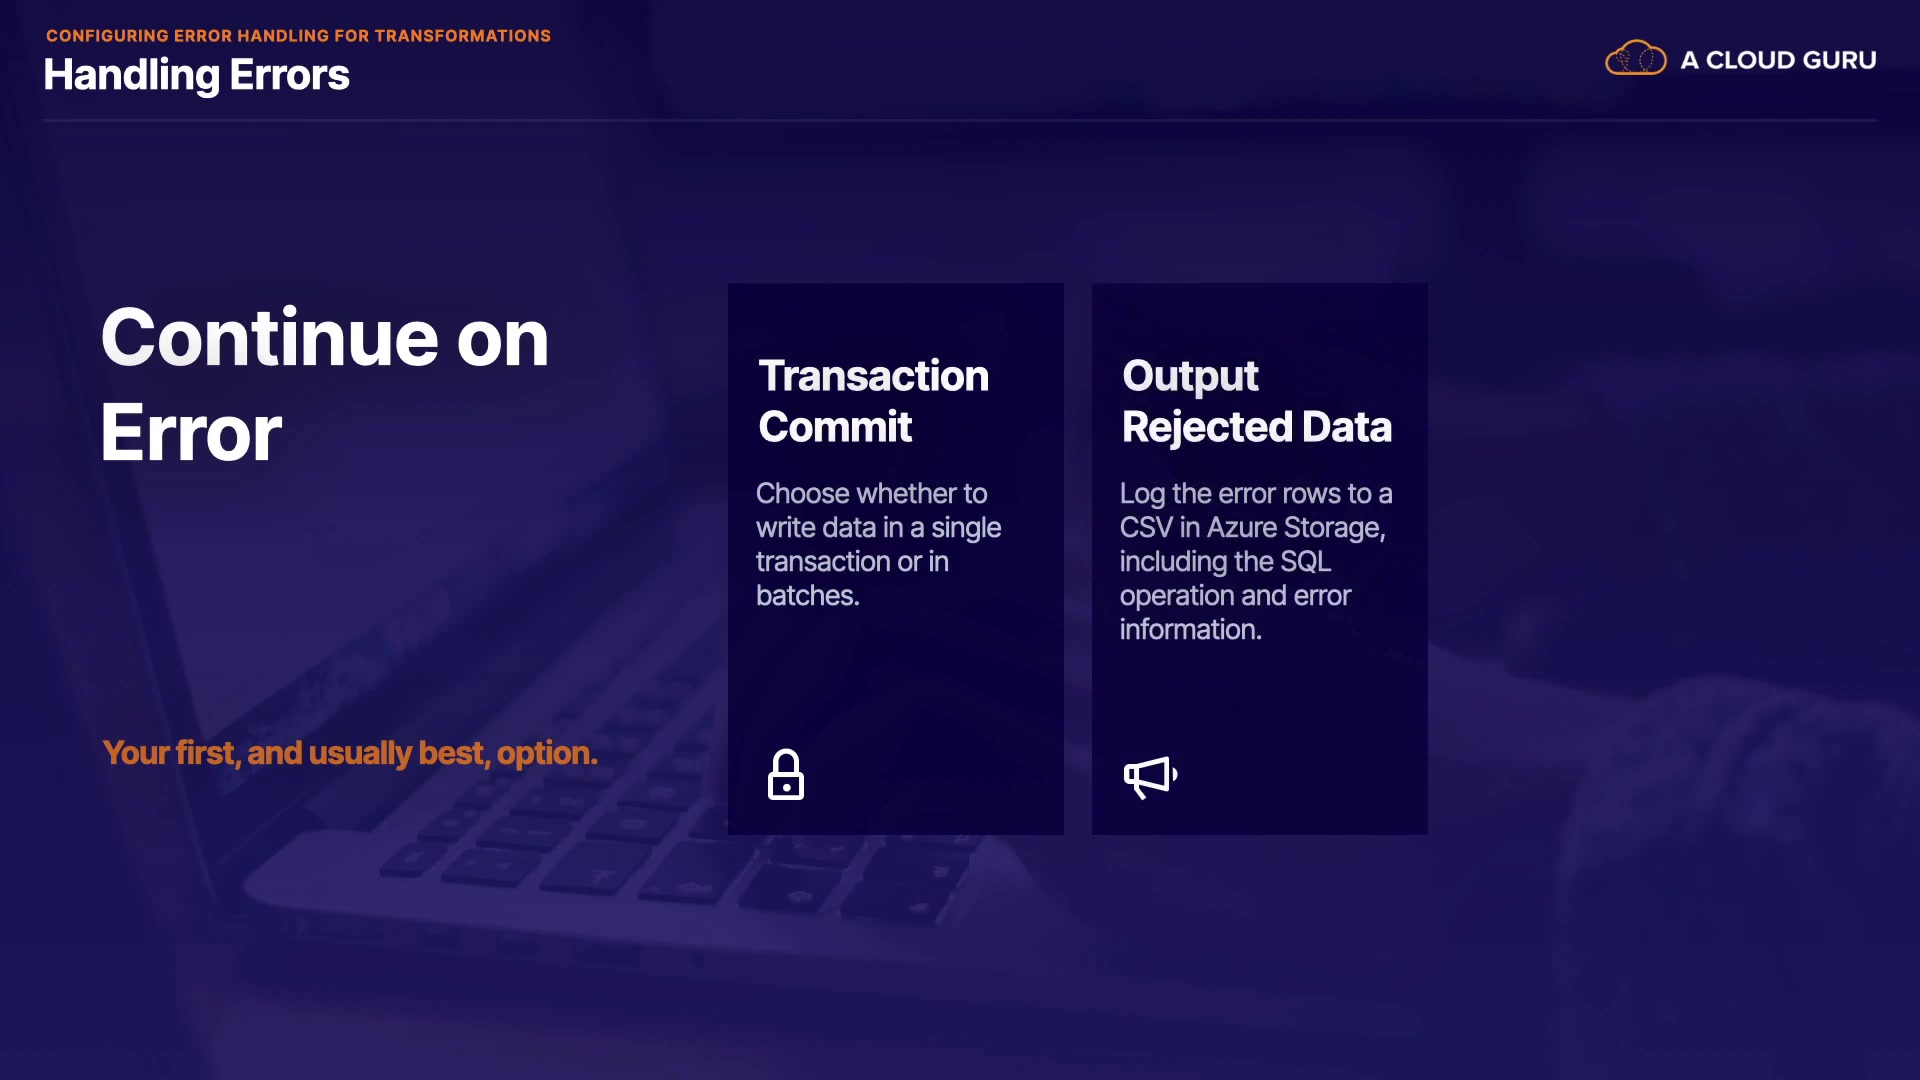 CONFIGURING ERROR HANDLING FOR TRANSFORMATIONS
Handling Errors
A CLOUD GURU
Continue on
Error
Your first, and usually best, option.
Transaction
Commit
Choose whether to
write data in a single
transaction or in
batches.
Output
Rejected Data
Log the error rows to a
CSV in Azure Storage,
including the SQL
operation and error
information.